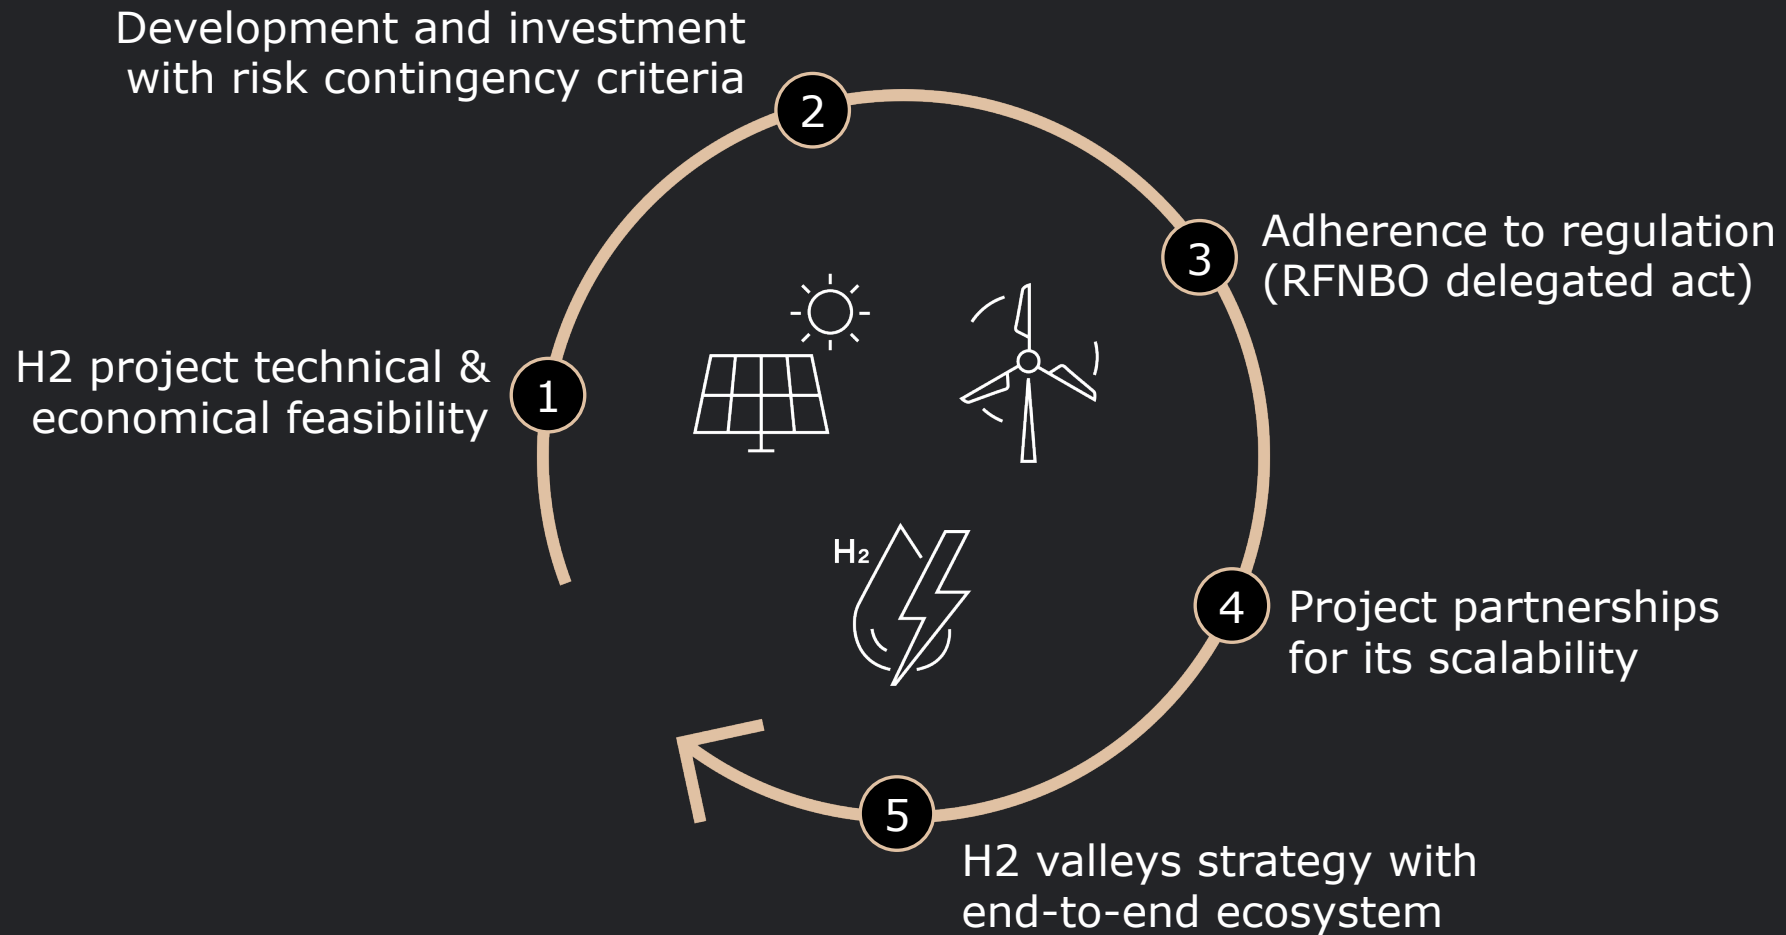 Development and investment
with risk contingency criteria
2
Adherence to regulation
(RFNBO delegated act)
3
H2 project technical &
economical feasibility
1
H₂
4
Project partnerships
for its scalability
5
H2 valleys strategy with
end-to-end ecosystem